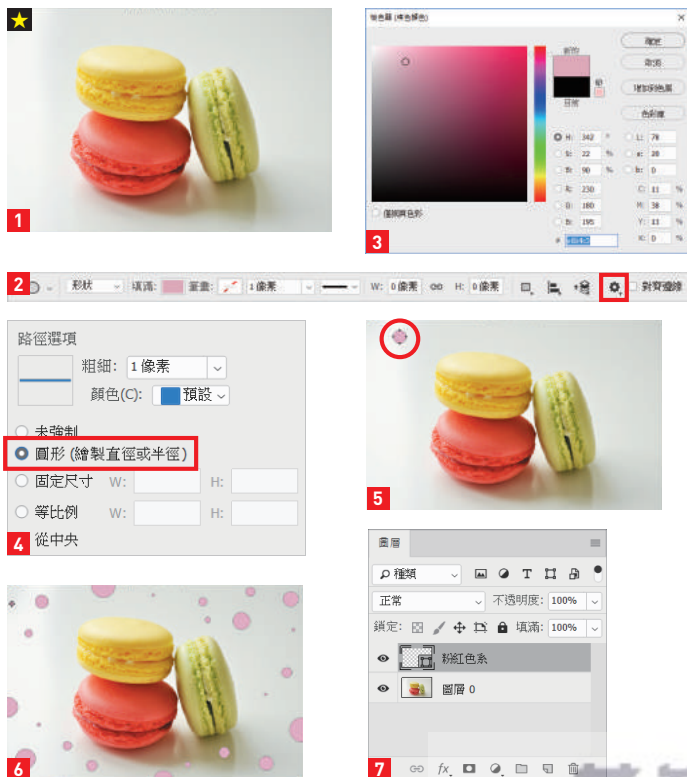 1
檢色器 (填色顏色)
新的
目前
確定
取消
增加到色票
色彩庫
H: 342 °
L: 78
S: 22 %
a: 28
B: 90 %
b: 0
R: 230
C: 11 %
G: 180
M: 38 %
B: 195
Y: 11 %
#
K: 0 %
僅網頁色彩
3
2
形狀 填滿: 筆畫: 1 像素 W: 0 像素 H: 0 像素 對齊邊緣
路徑選項
粗細: 1 像素
顏色(C): 預設
未強制
圓形 (繪製直徑或半徑)
固定尺寸 W: H:
等比例 W: H:
從中央
4
5
6
圖層
種類
正常 不透明度: 100%
鎖定: 填滿: 100%
粉紅色系
圖層 0
fx
7